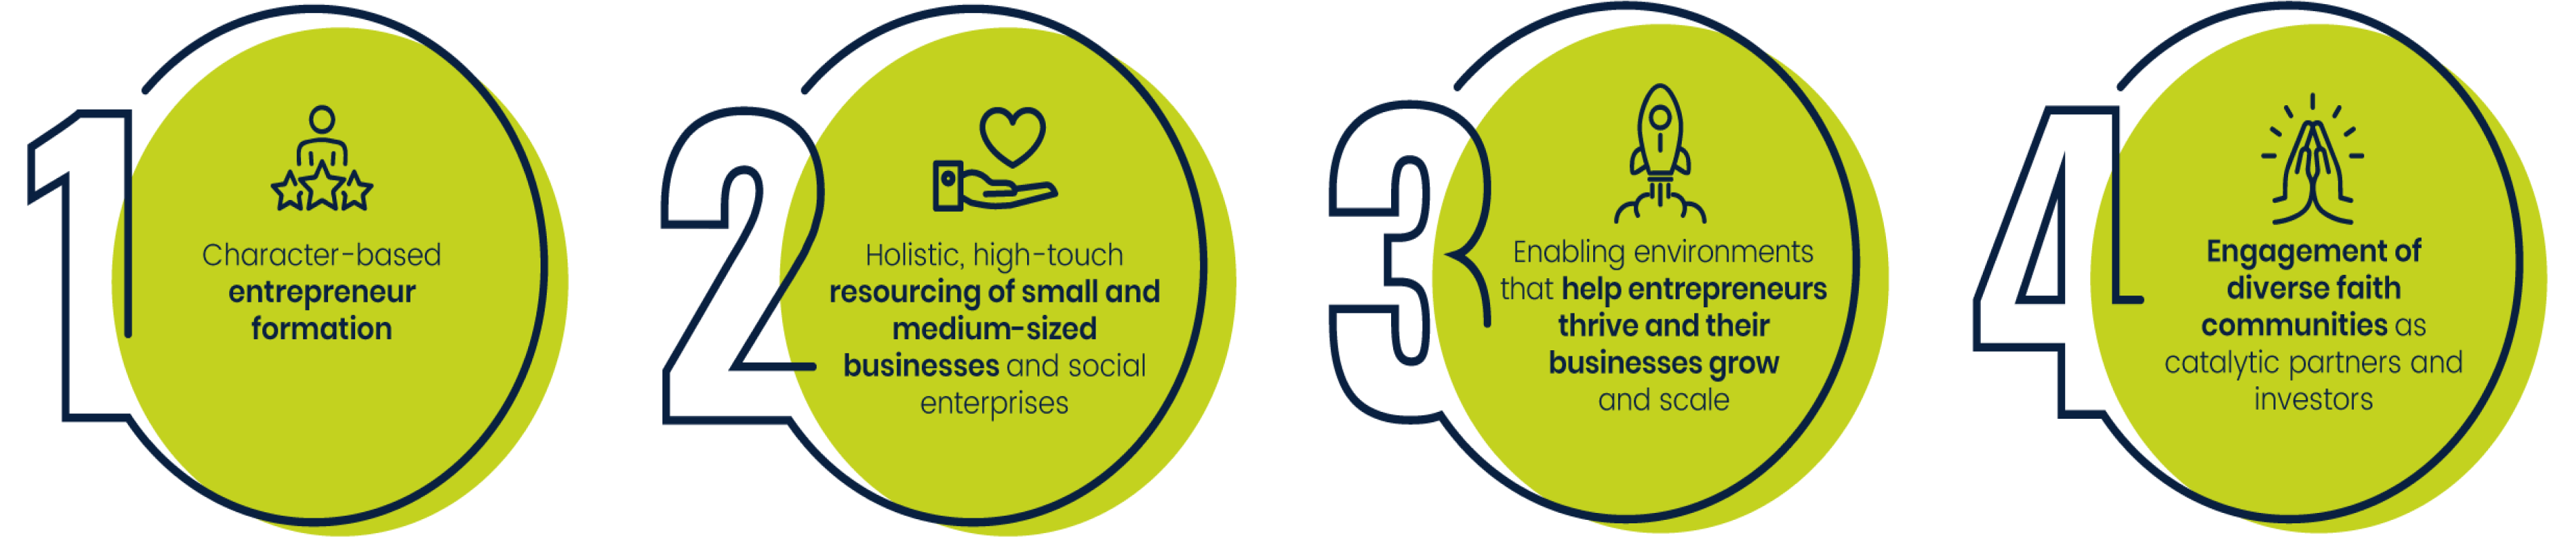 1
Character-based
entrepreneur
formation
2
Holistic, high-touch
resourcing of small and
medium-sized
businesses and social
enterprises
3
Enabling environments
that help entrepreneurs
thrive and their
businesses grow
and scale
4
Engagement of
diverse faith
communities as
catalytic partners and
investors